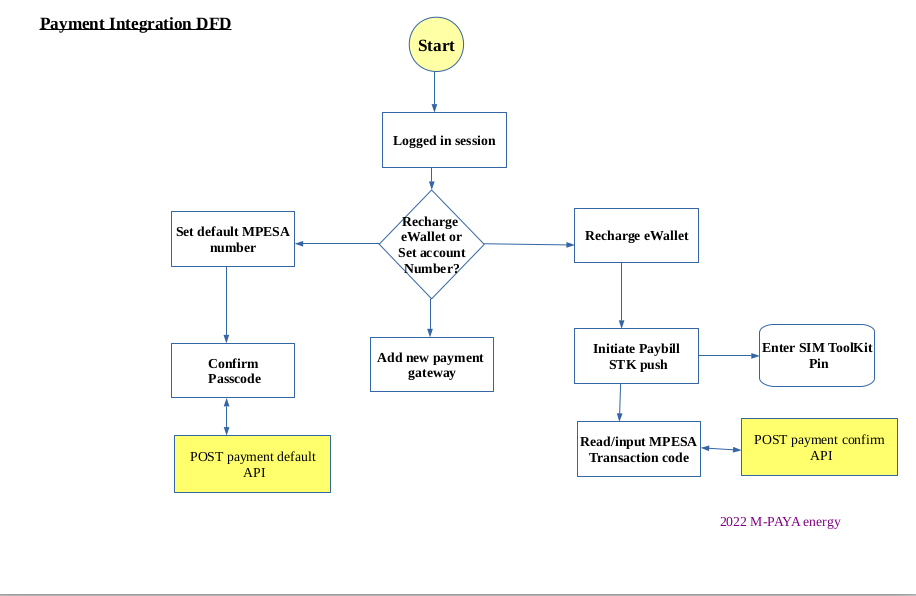 Payment Integration DFD
Start
Logged in session
Recharge
eWallet or
Set account
Number?
Set default MPESA
number
Recharge eWallet
Confirm
Passcode
Add new payment
gateway
Initiate Paybill
STK push
Enter SIM ToolKit
Pin
POST payment default
API
Read/input MPESA
Transaction code
POST payment confirm
API
2022 M-PAYA energy